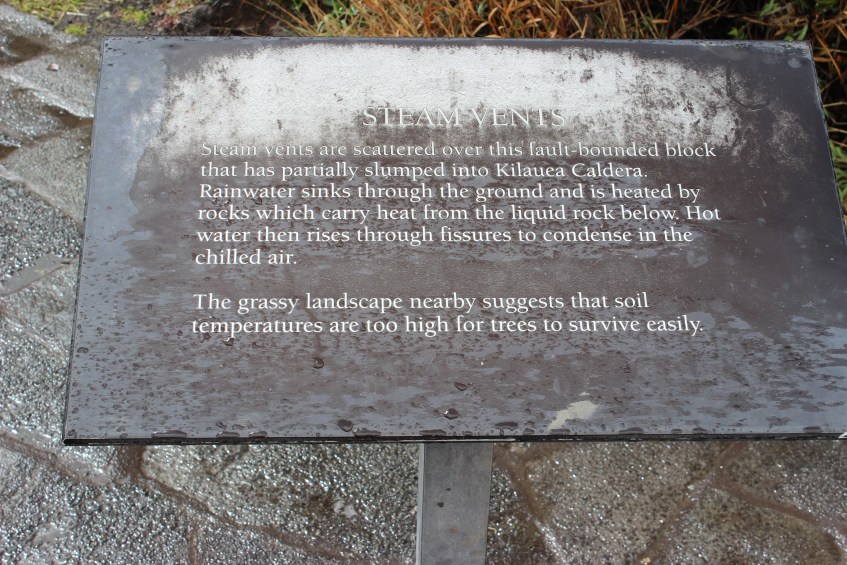 STEAM VENTS
Steam vents are scattered over this fault-bounded block
that has partially slumped into Kilauea Caldera.
Rainwater sinks through the ground and is heated by
rocks which carry heat from the liquid rock below. Hot
water then rises through fissures to condense in the
chilled air.
The grassy landscape nearby suggests that soil
temperatures are too high for trees to survive easily.